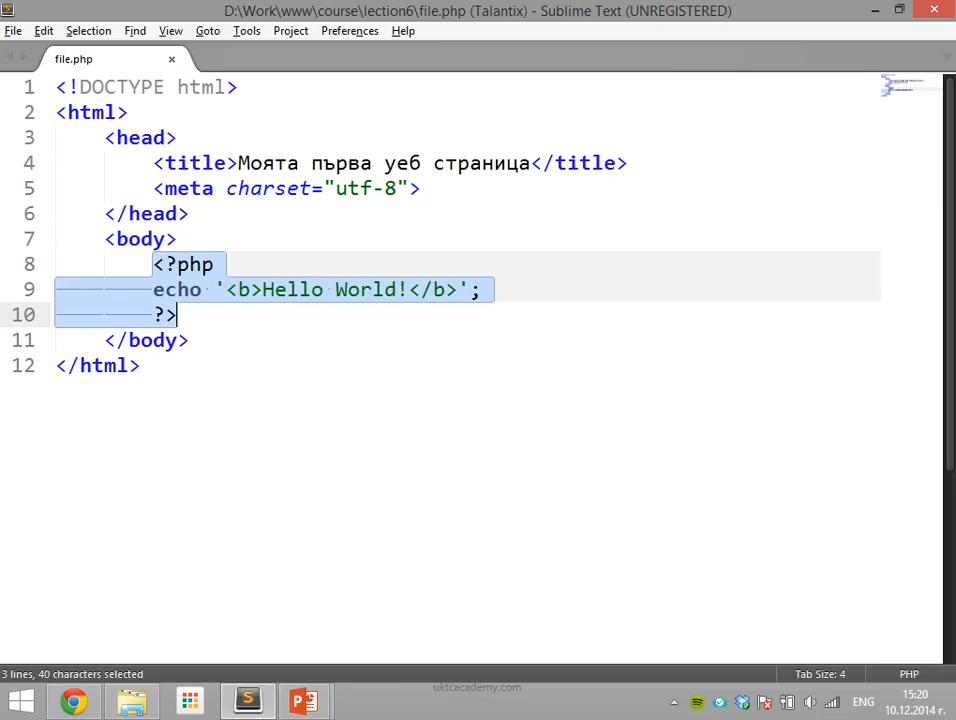 D:\Work\www\course\lection6\file.php (Talantix) - Sublime Text (UNREGISTERED)
File Edit Selection Find View Goto Tools Project Preferences Help
file.php
1 <!DOCTYPE html>
2 <html>
3 <head>
4 <title>Моята първа уеб страница</title>
5 <meta charset="utf-8">
6 </head>
7 <body>
8 <?php
9 echo '<b>Hello World!</b>';
10 ?>
11 </body>
12 </html>
3 lines, 40 characters selected Tab Size: 4 PHP
uktcacademy.com
ЕНГ 15:20
10.12.2014 г.